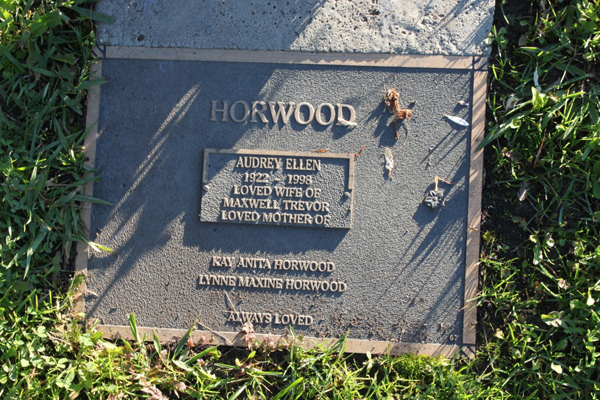 HORWOOD
AUDREY ELLEN
1922 - 1998
LOVED WIFE OF
MAXWELL TREVOR
LOVED MOTHER OF
KAY ANITA HORWOOD
LYNNE MAXINE HORWOOD
ALWAYS LOVED